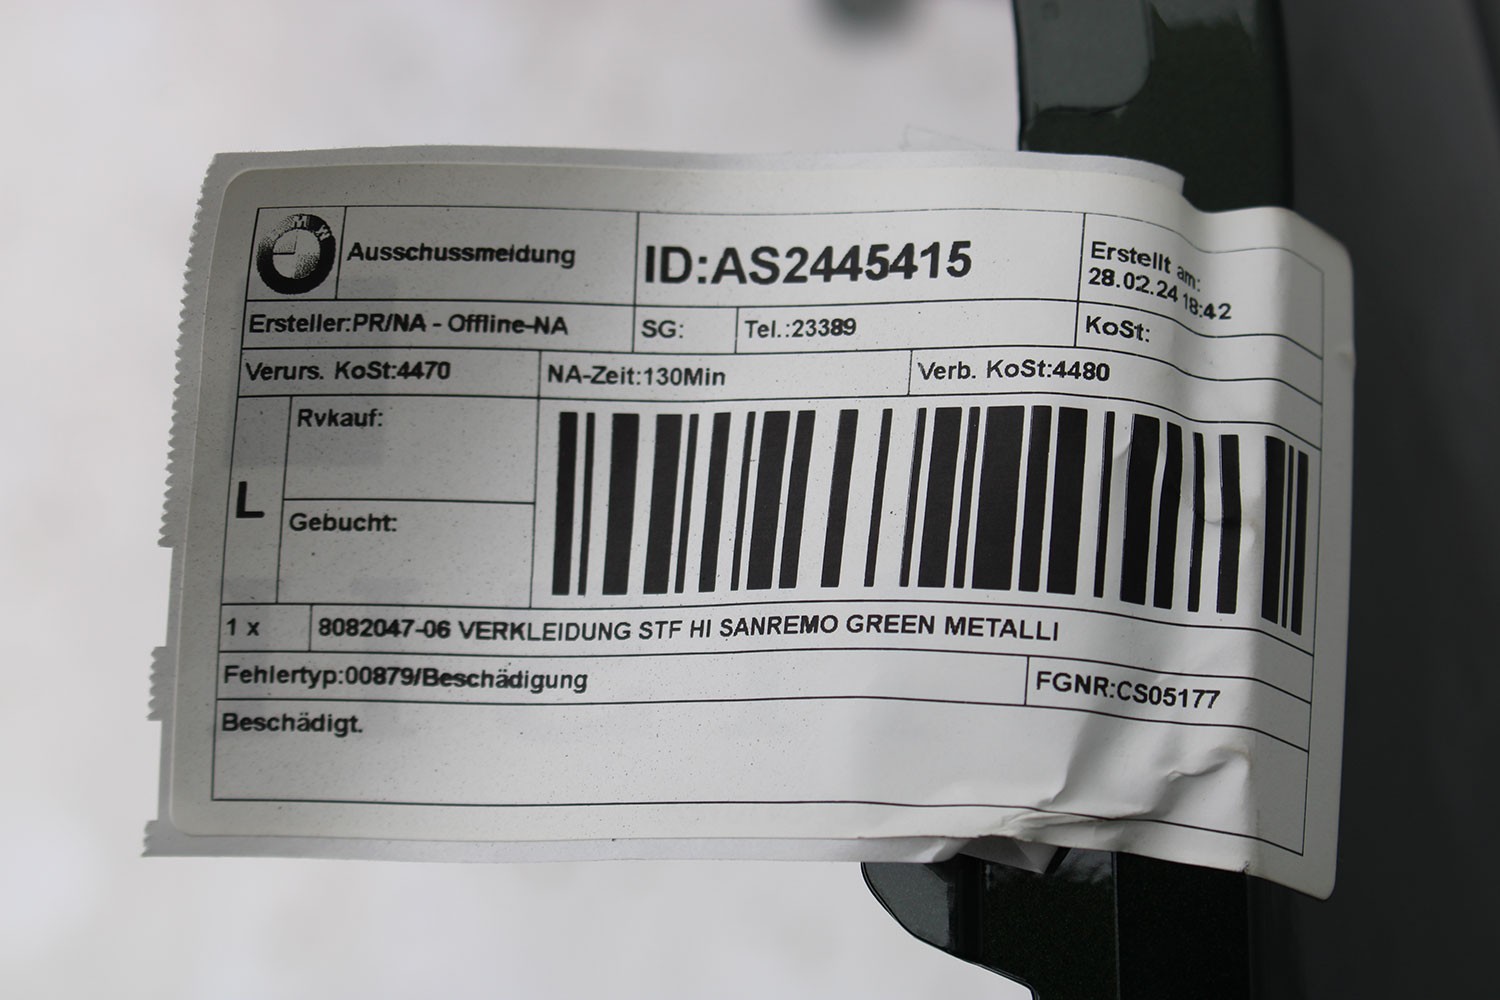 BMW
Ausschussmeldung
ID:AS2445415
Erstellt am:
28.02.24 18:42
Ersteller:PR/NA - Offline-NA
SG:
Tel.:23389
KoSt:
Verurs. KoSt:4470
NA-Zeit:130Min
Verb. KoSt:4480
L
Rvkauf:
Gebucht:
1 x
8082047-06 VERKLEIDUNG STF HI SANREMO GREEN METALLI
Fehlertyp:00879/Beschädigung
FGNR:CS05177
Beschädigt.